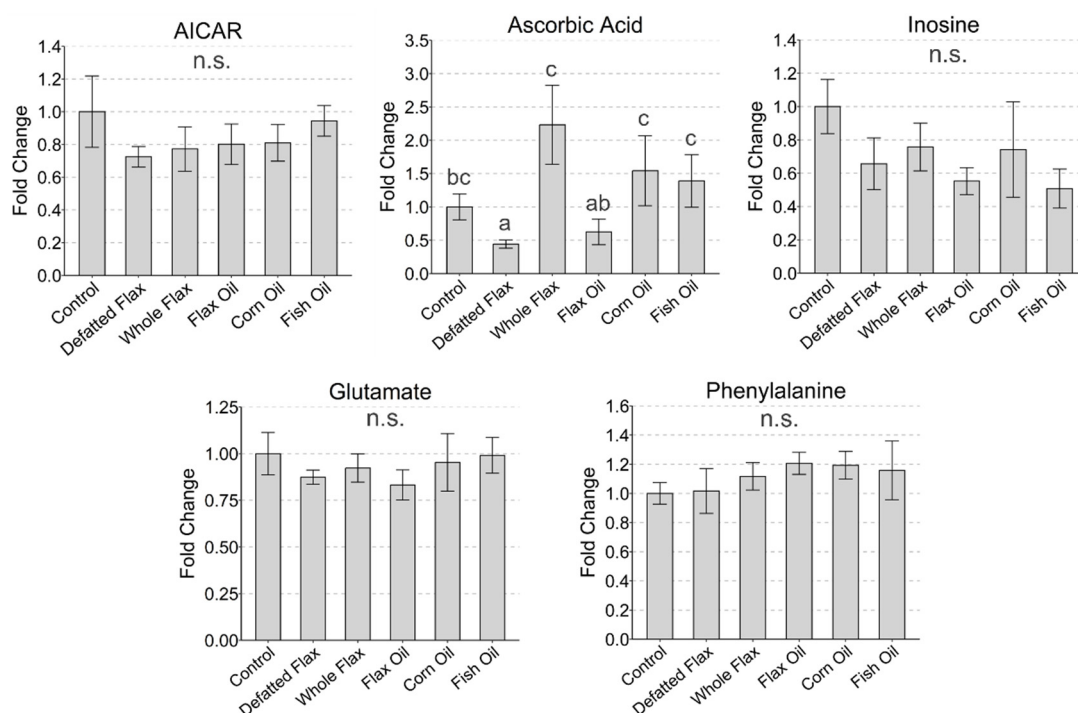 AICAR
n.s.
Fold Change
1.4
1.2
1.0
0.8
0.6
0.4
0.2
0.0
Control
Defatted Flax
Whole Flax
Flax Oil
Corn Oil
Fish Oil
Ascorbic Acid
Fold Change
3.5
3.0
2.5
2.0
1.5
1.0
0.5
0.0
bc
a
c
ab
c
c
Control
Defatted Flax
Whole Flax
Flax Oil
Corn Oil
Fish Oil
Inosine
n.s.
Fold Change
1.4
1.2
1.0
0.8
0.6
0.4
0.2
0.0
Control
Defatted Flax
Whole Flax
Flax Oil
Corn Oil
Fish Oil
Glutamate
n.s.
Fold Change
1.25
1.00
0.75
0.50
0.25
0.00
Control
Defatted Flax
Whole Flax
Flax Oil
Corn Oil
Fish Oil
Phenylalanine
n.s.
Fold Change
1.6
1.4
1.2
1.0
0.8
0.6
0.4
0.2
0.0
Control
Defatted Flax
Whole Flax
Flax Oil
Corn Oil
Fish Oil